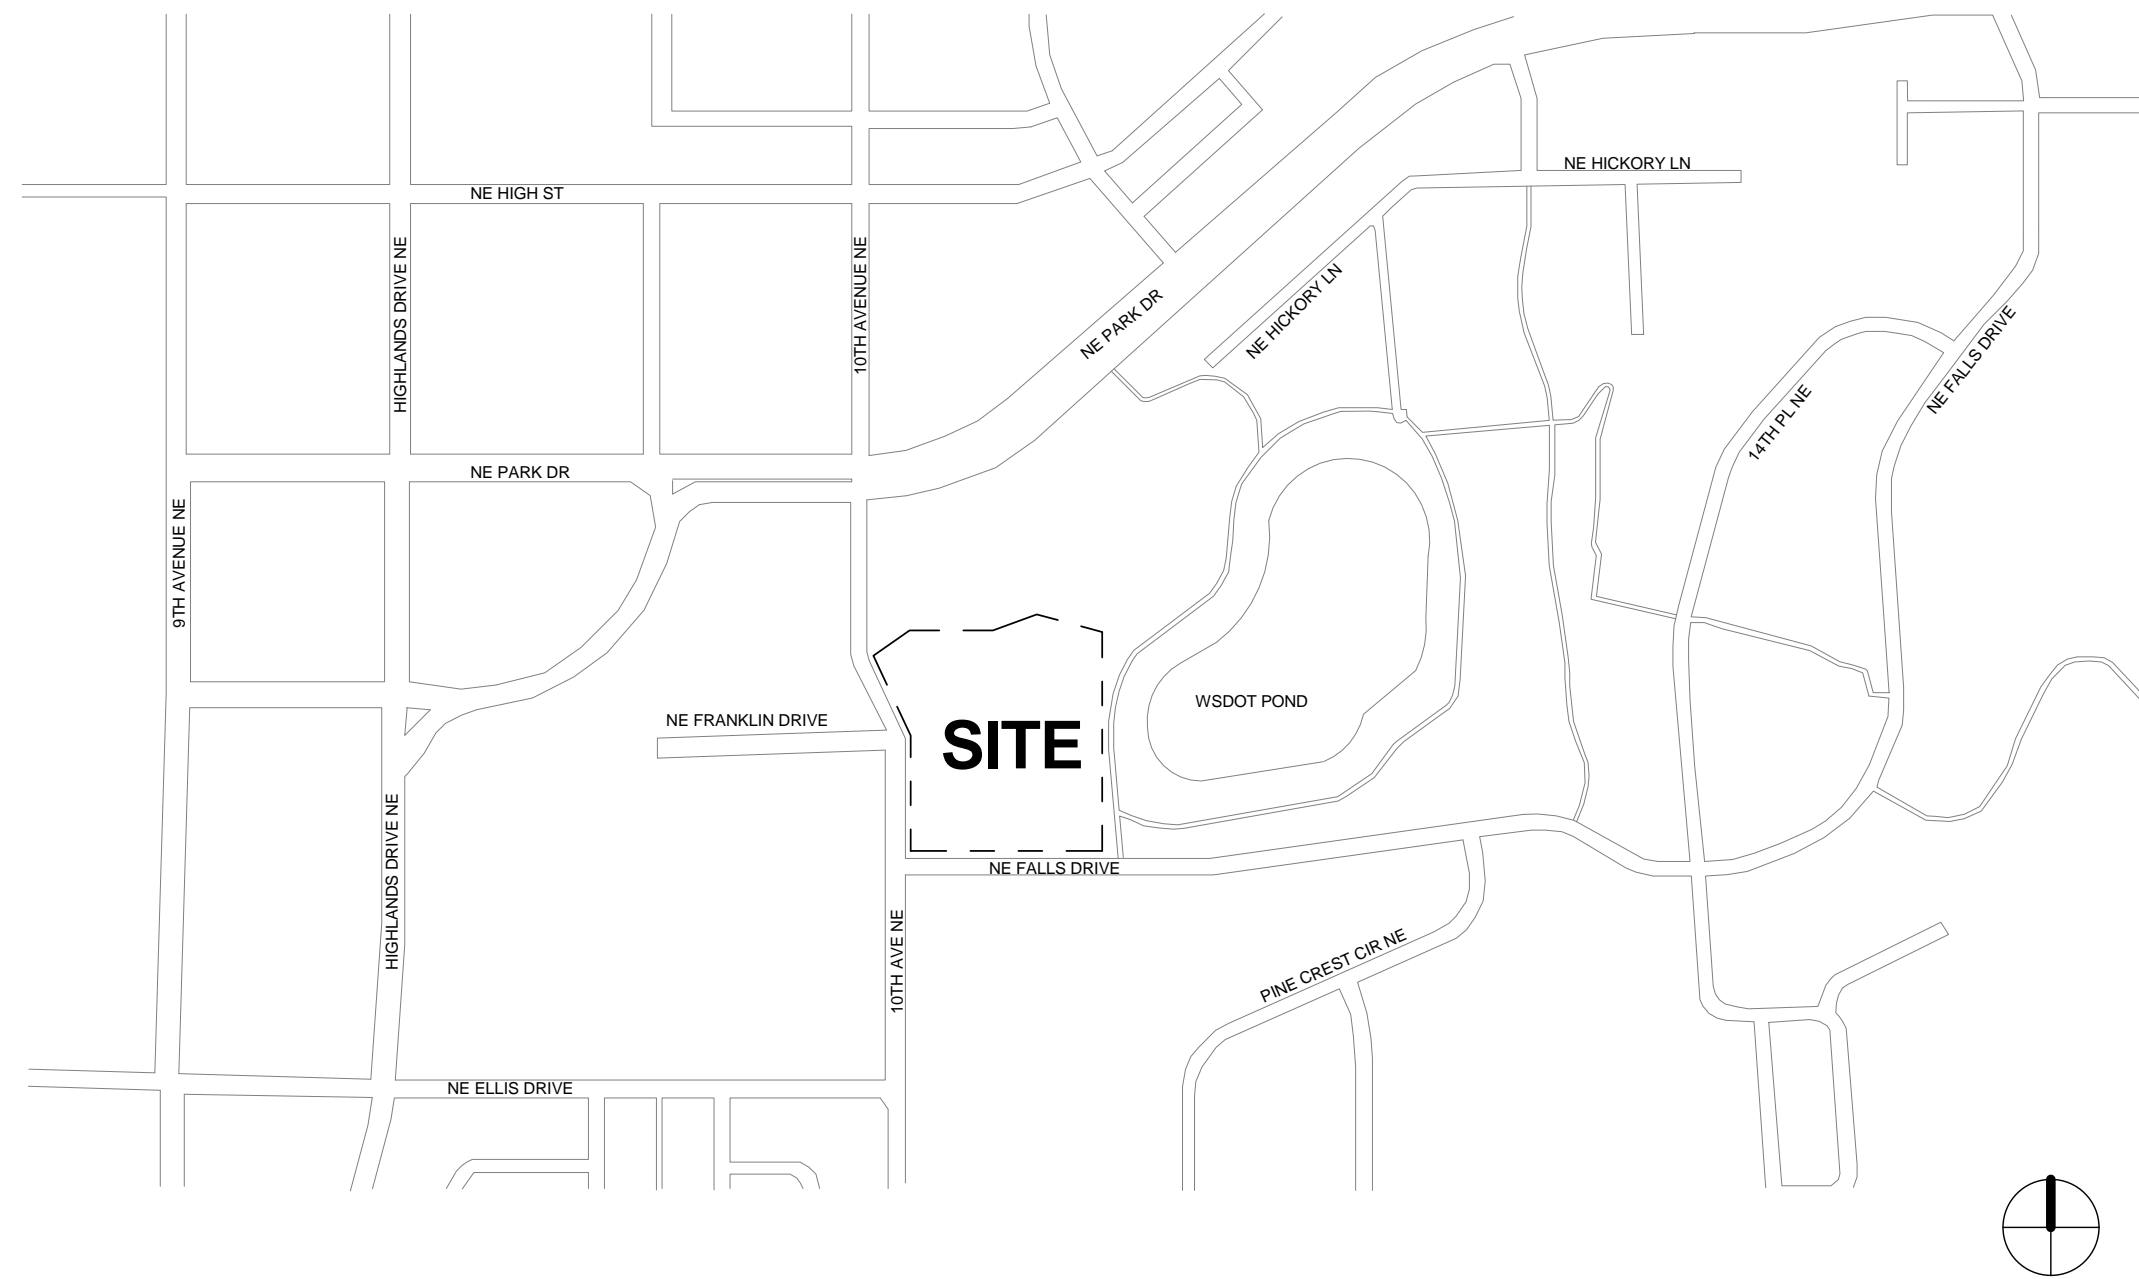 NE HICKORY LN
NE HIGH ST
HIGHLANDS DRIVE NE
10TH AVENUE NE
NE PARK DR
NE HICKORY LN
NE FALLS DRIVE
14TH PL NE
NE PARK DR
9TH AVENUE NE
WSDOT POND
NE FRANKLIN DRIVE
SITE
HIGHLANDS DRIVE NE
NE FALLS DRIVE
10TH AVE NE
PINE CREST CIR NE
NE ELLIS DRIVE